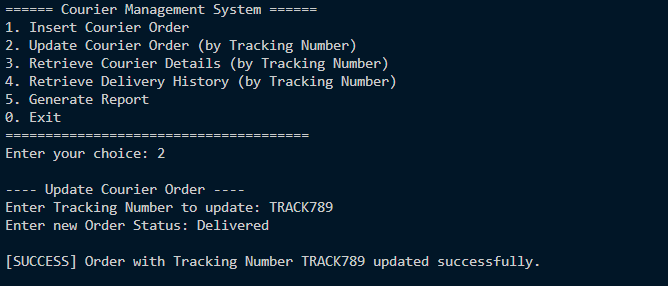 ====== Courier Management System ======
1. Insert Courier Order
2. Update Courier Order (by Tracking Number)
3. Retrieve Courier Details (by Tracking Number)
4. Retrieve Delivery History (by Tracking Number)
5. Generate Report
0. Exit
======================================
Enter your choice: 2
---- Update Courier Order ----
Enter Tracking Number to update: TRACK789
Enter new Order Status: Delivered
[SUCCESS] Order with Tracking Number TRACK789 updated successfully.